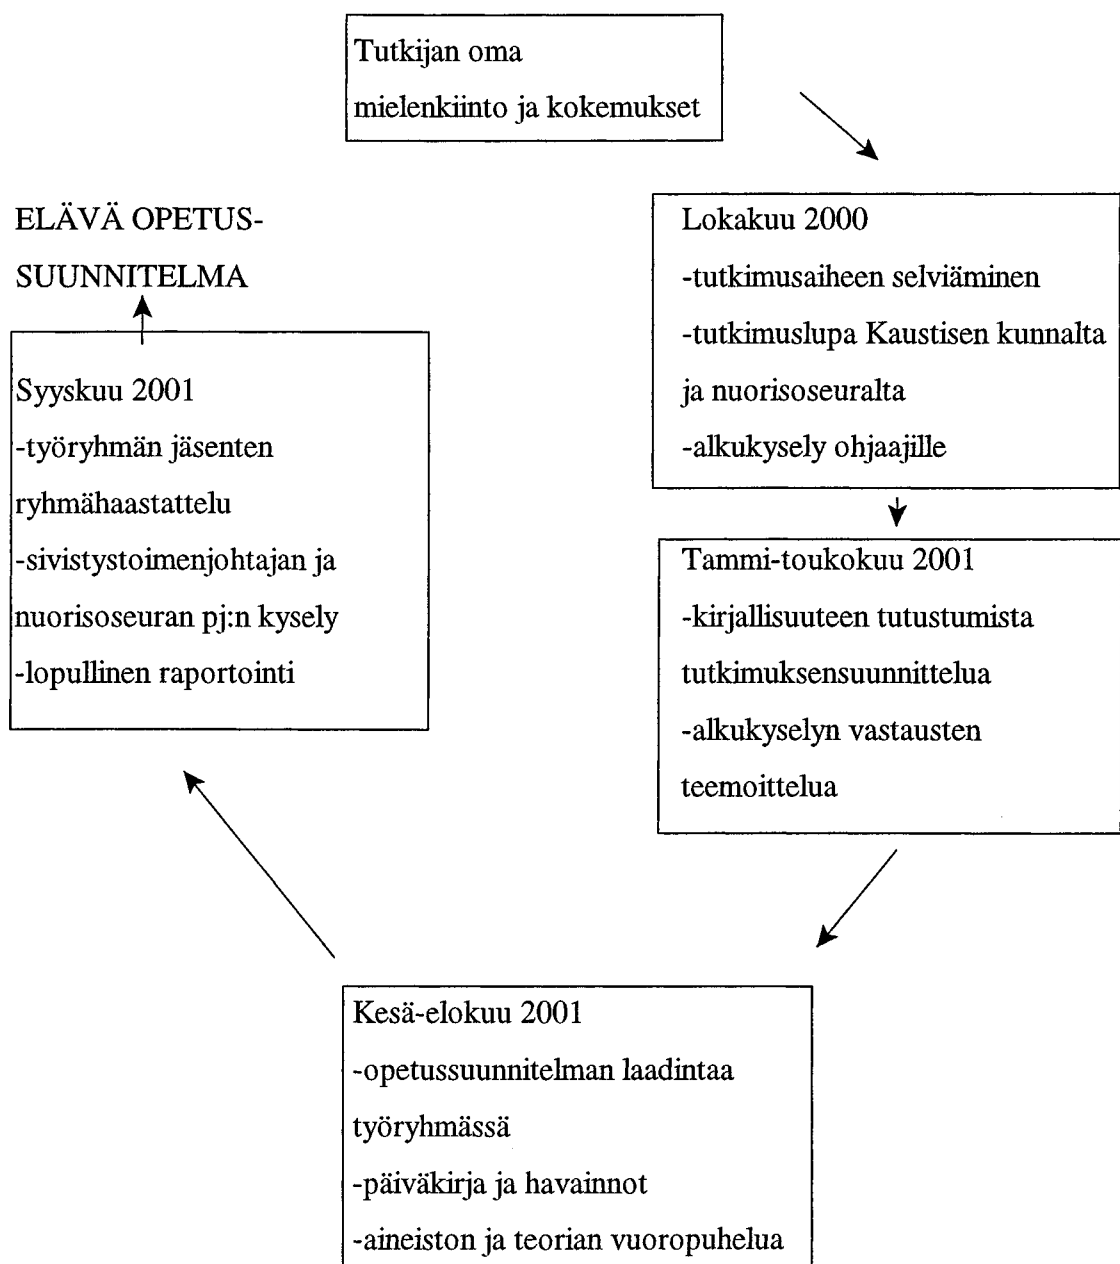 Tutkijan oma
mielenkiinto ja kokemukset
Lokakuu 2000
-tutkimusaiheen selviäminen
-tutkimuslupa Kaustisen kunnalta
ja nuorisoseuralta
-alkukysely ohjaajille
Tammi-toukokuu 2001
-kirjallisuuteen tutustumista
tutkimuksensuunnittelua
-alkukyselyn vastausten
teemoittelua
Kesä-elokuu 2001
-opetussuunnitelman laadintaa
työryhmässä
-päiväkirja ja havainnot
-aineiston ja teorian vuoropuhelua
Syyskuu 2001
-työryhmän jäsenten
ryhmähaastattelu
-sivistystoimenjohtajan ja
nuorisoseuran pj:n kysely
-lopullinen raportointi
ELÄVÄ OPETUS-
SUUNNITELMA